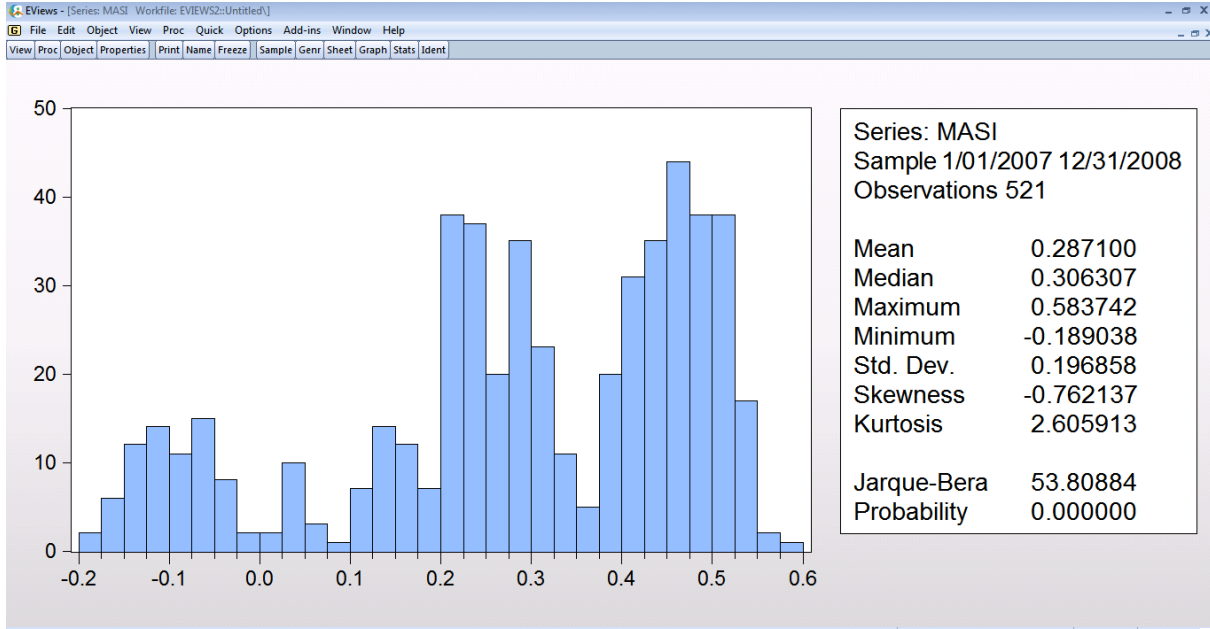 EViews - [Series: MASI Workfile: EVIEWS2::Untitled\]
G File Edit Object View Proc Quick Options Add-ins Window Help
View Proc Object Properties Print Name Freeze Sample Genr Sheet Graph Stats Ident
50
40
30
20
10
0
-0.2 -0.1 0.0 0.1 0.2 0.3 0.4 0.5 0.6
Series: MASI
Sample 1/01/2007 12/31/2008
Observations 521
Mean 0.287100
Median 0.306307
Maximum 0.583742
Minimum -0.189038
Std. Dev. 0.196858
Skewness -0.762137
Kurtosis 2.605913
Jarque-Bera 53.80884
Probability 0.000000